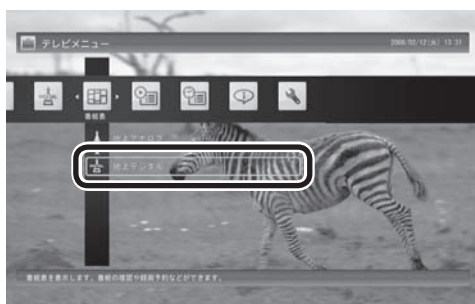 テレビメニュー
2008/02/12(火) 13:31
番組表
地上アナログ
地上デジタル
番組表を表示します。番組の確認や録画予約などができます。